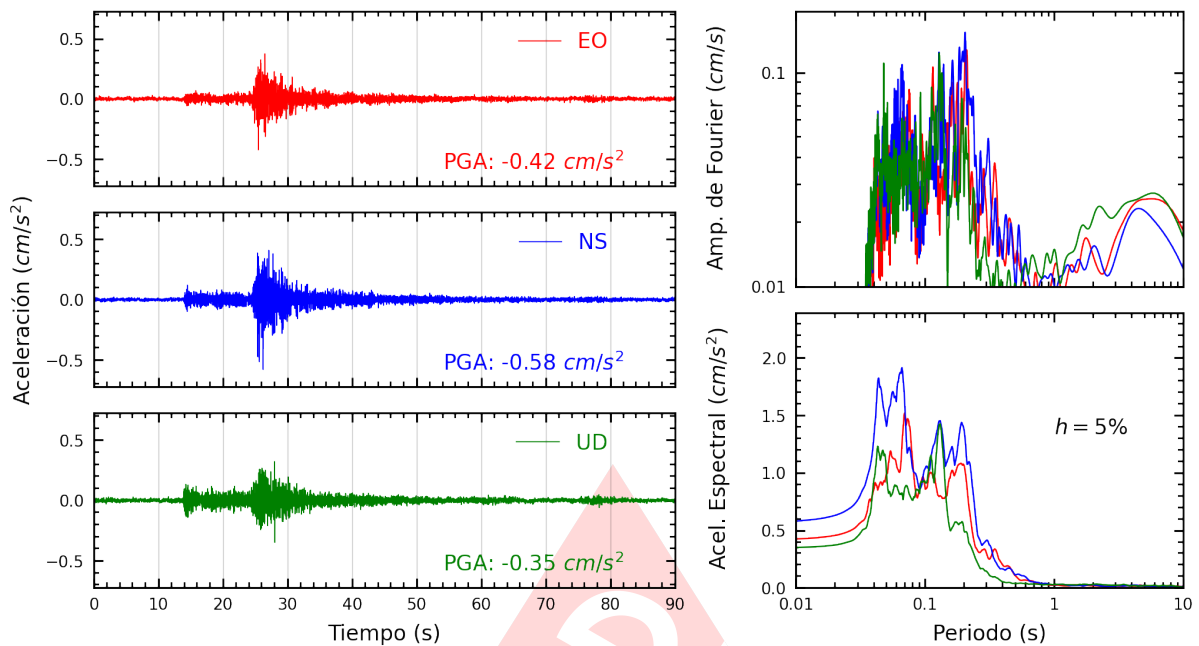 Aceleración (cm/s²)
0.5
0.0
−0.5
EO
PGA: -0.42 cm/s²
0.5
0.0
−0.5
NS
PGA: -0.58 cm/s²
0.5
0.0
−0.5
UD
PGA: -0.35 cm/s²
0 10 20 30 40 50 60 70 80 90
Tiempo (s)
Amp. de Fourier (cm/s)
0.1
0.01
Acel. Espectral (cm/s²)
2.0
1.5
1.0
0.5
0.0
h = 5%
0.01 0.1 1 10
Periodo (s)